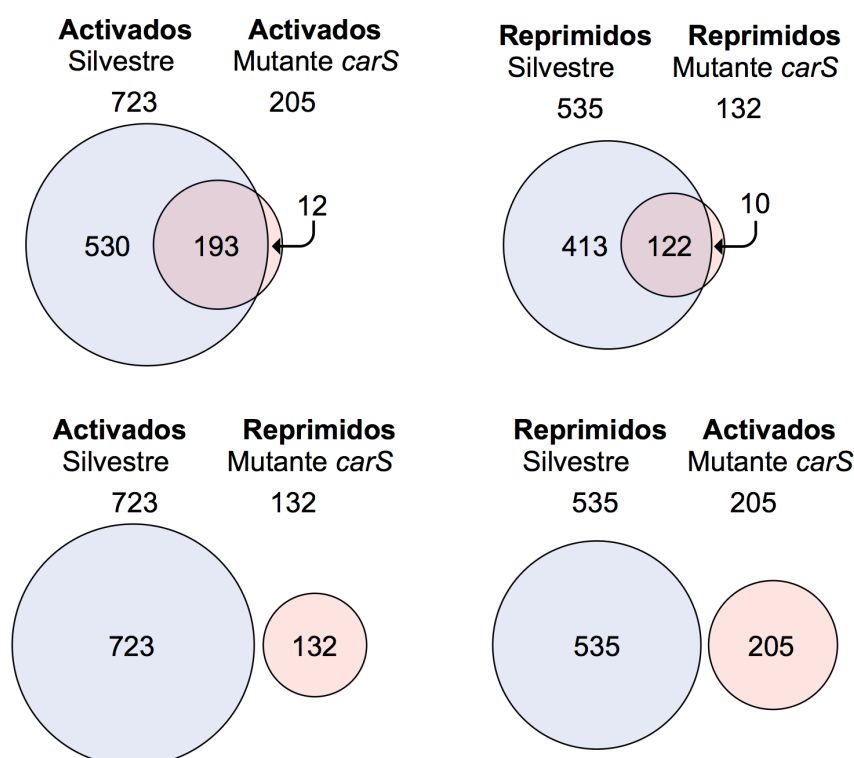 Activados Activados
Silvestre Mutante carS
723 205
530 193 12
Reprimidos Reprimidos
Silvestre Mutante carS
535 132
413 122 10
Activados Reprimidos
Silvestre Mutante carS
723 132
723 132
Reprimidos Activados
Silvestre Mutante carS
535 205
535 205